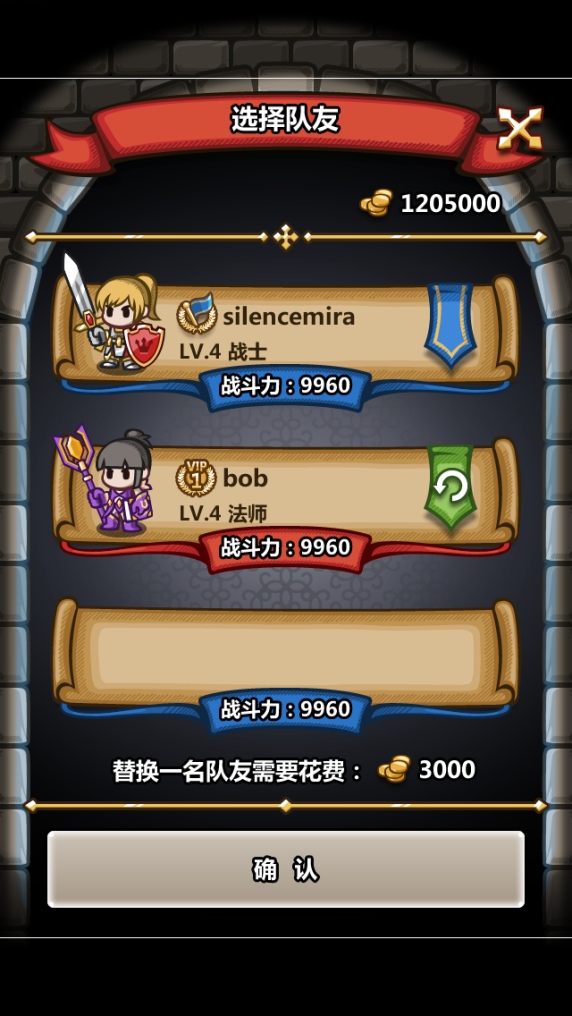 选择队友
1205000
silencemira
LV.4 战士
战斗力：9960
VIP
1
bob
LV.4 法师
战斗力：9960
战斗力：9960
替换一名队友需要花费： 3000
确 认